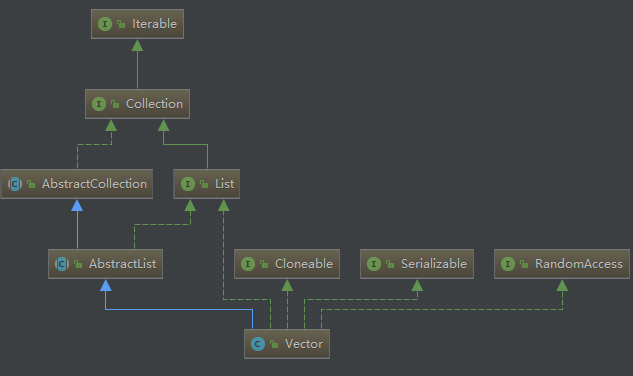 I Iterable
I Collection
C AbstractCollection
I List
C AbstractList
I Cloneable
I Serializable
I RandomAccess
C Vector